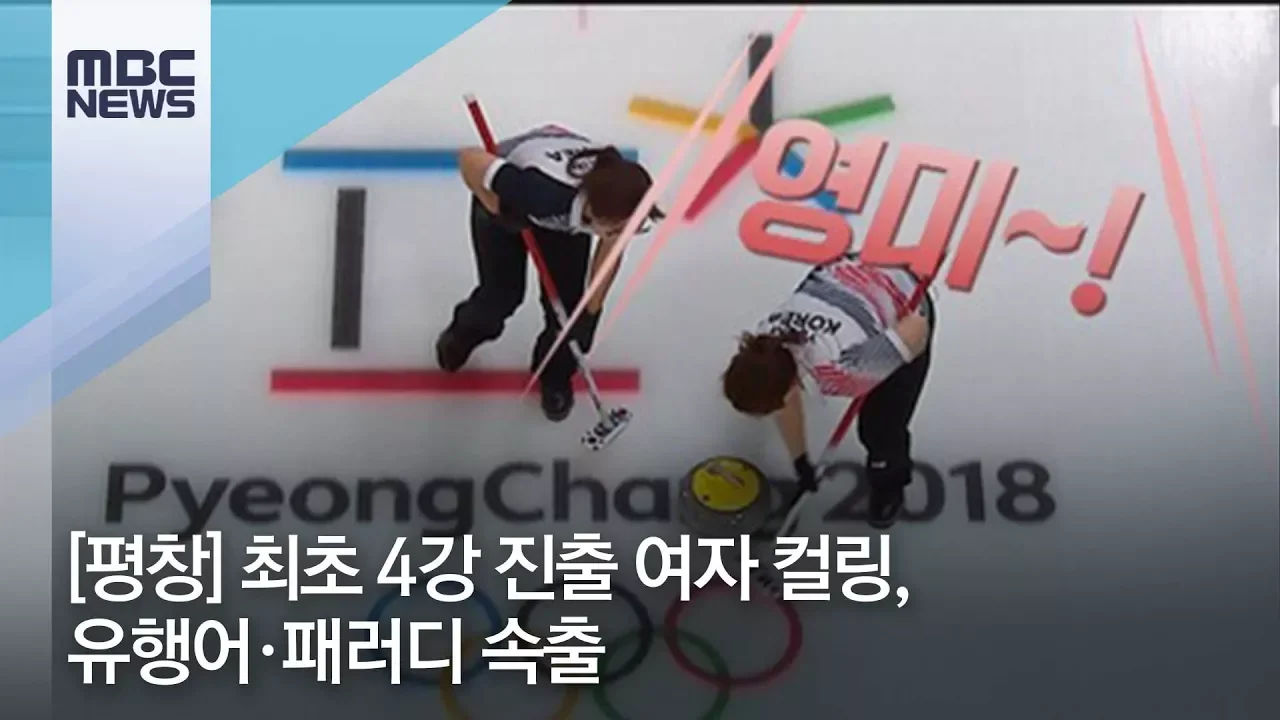 MBC
NEWS
영미~!
KOREA
PyeongChang 2018
[평창] 최초 4강 진출 여자 컬링,
유행어·패러디 속출